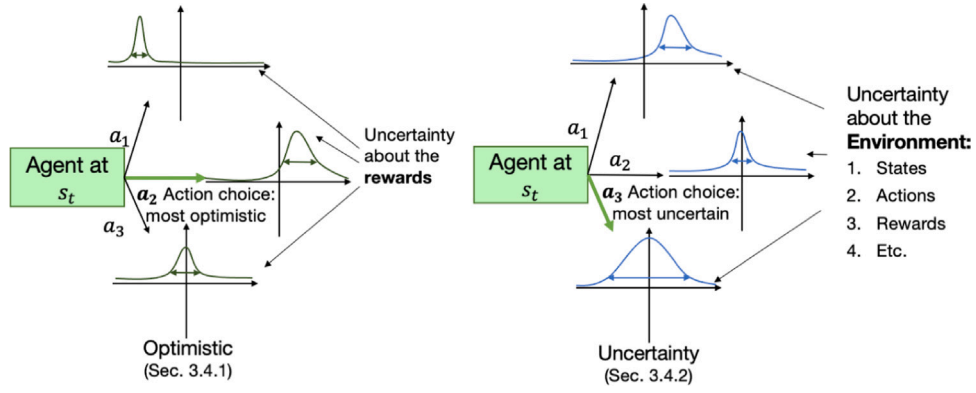 a₁
Agent at
sₜ
a₂ Action choice:
most optimistic
a₃
Uncertainty
about the
rewards
Optimistic
(Sec. 3.4.1)
a₁
Agent at
sₜ
a₂
a₃ Action choice:
most uncertain
Uncertainty
about the
Environment:
1. States
2. Actions
3. Rewards
4. Etc.
Uncertainty
(Sec. 3.4.2)